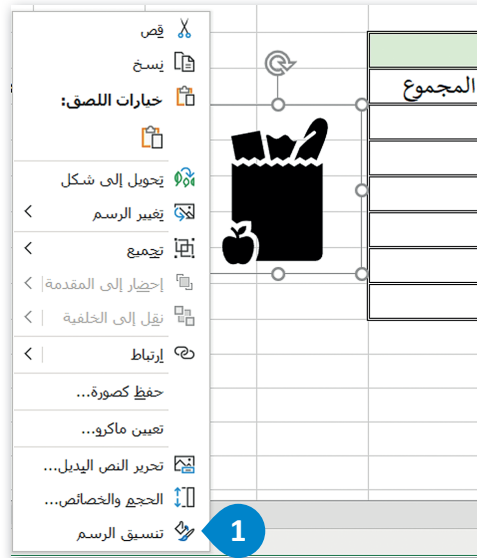 قص
نسخ
خيارات اللصق:
تحويل إلى شكل
تغيير الرسم
تجميع
إحضار إلى المقدمة
نقل إلى الخلفية
ارتباط
حفظ كصورة...
تعيين ماكرو...
تحرير النص البديل...
الحجم والخصائص...
تنسيق الرسم
1
المجموع